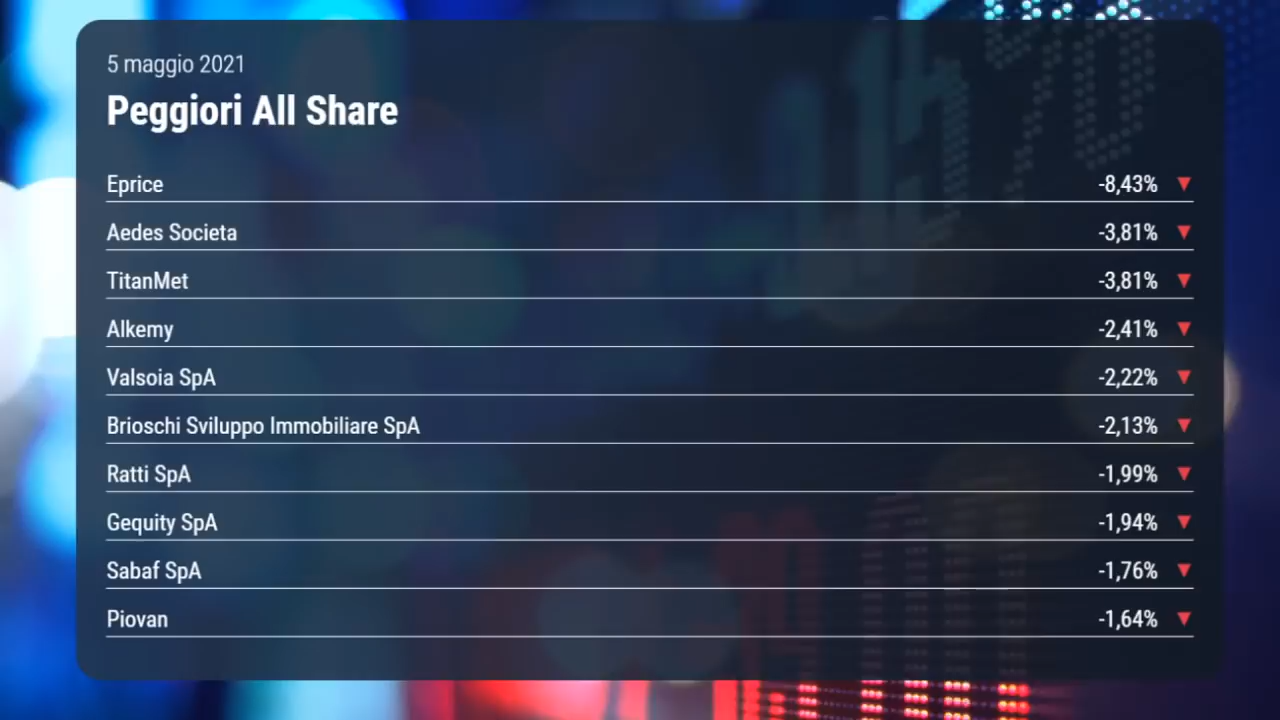 5 maggio 2021
Peggiori All Share
Eprice -8,43% ▼
Aedes Societa -3,81% ▼
TitanMet -3,81% ▼
Alkemy -2,41% ▼
Valsoia SpA -2,22% ▼
Brioschi Sviluppo Immobiliare SpA -2,13% ▼
Ratti SpA -1,99% ▼
Gequity SpA -1,94% ▼
Sabaf SpA -1,76% ▼
Piovan -1,64% ▼